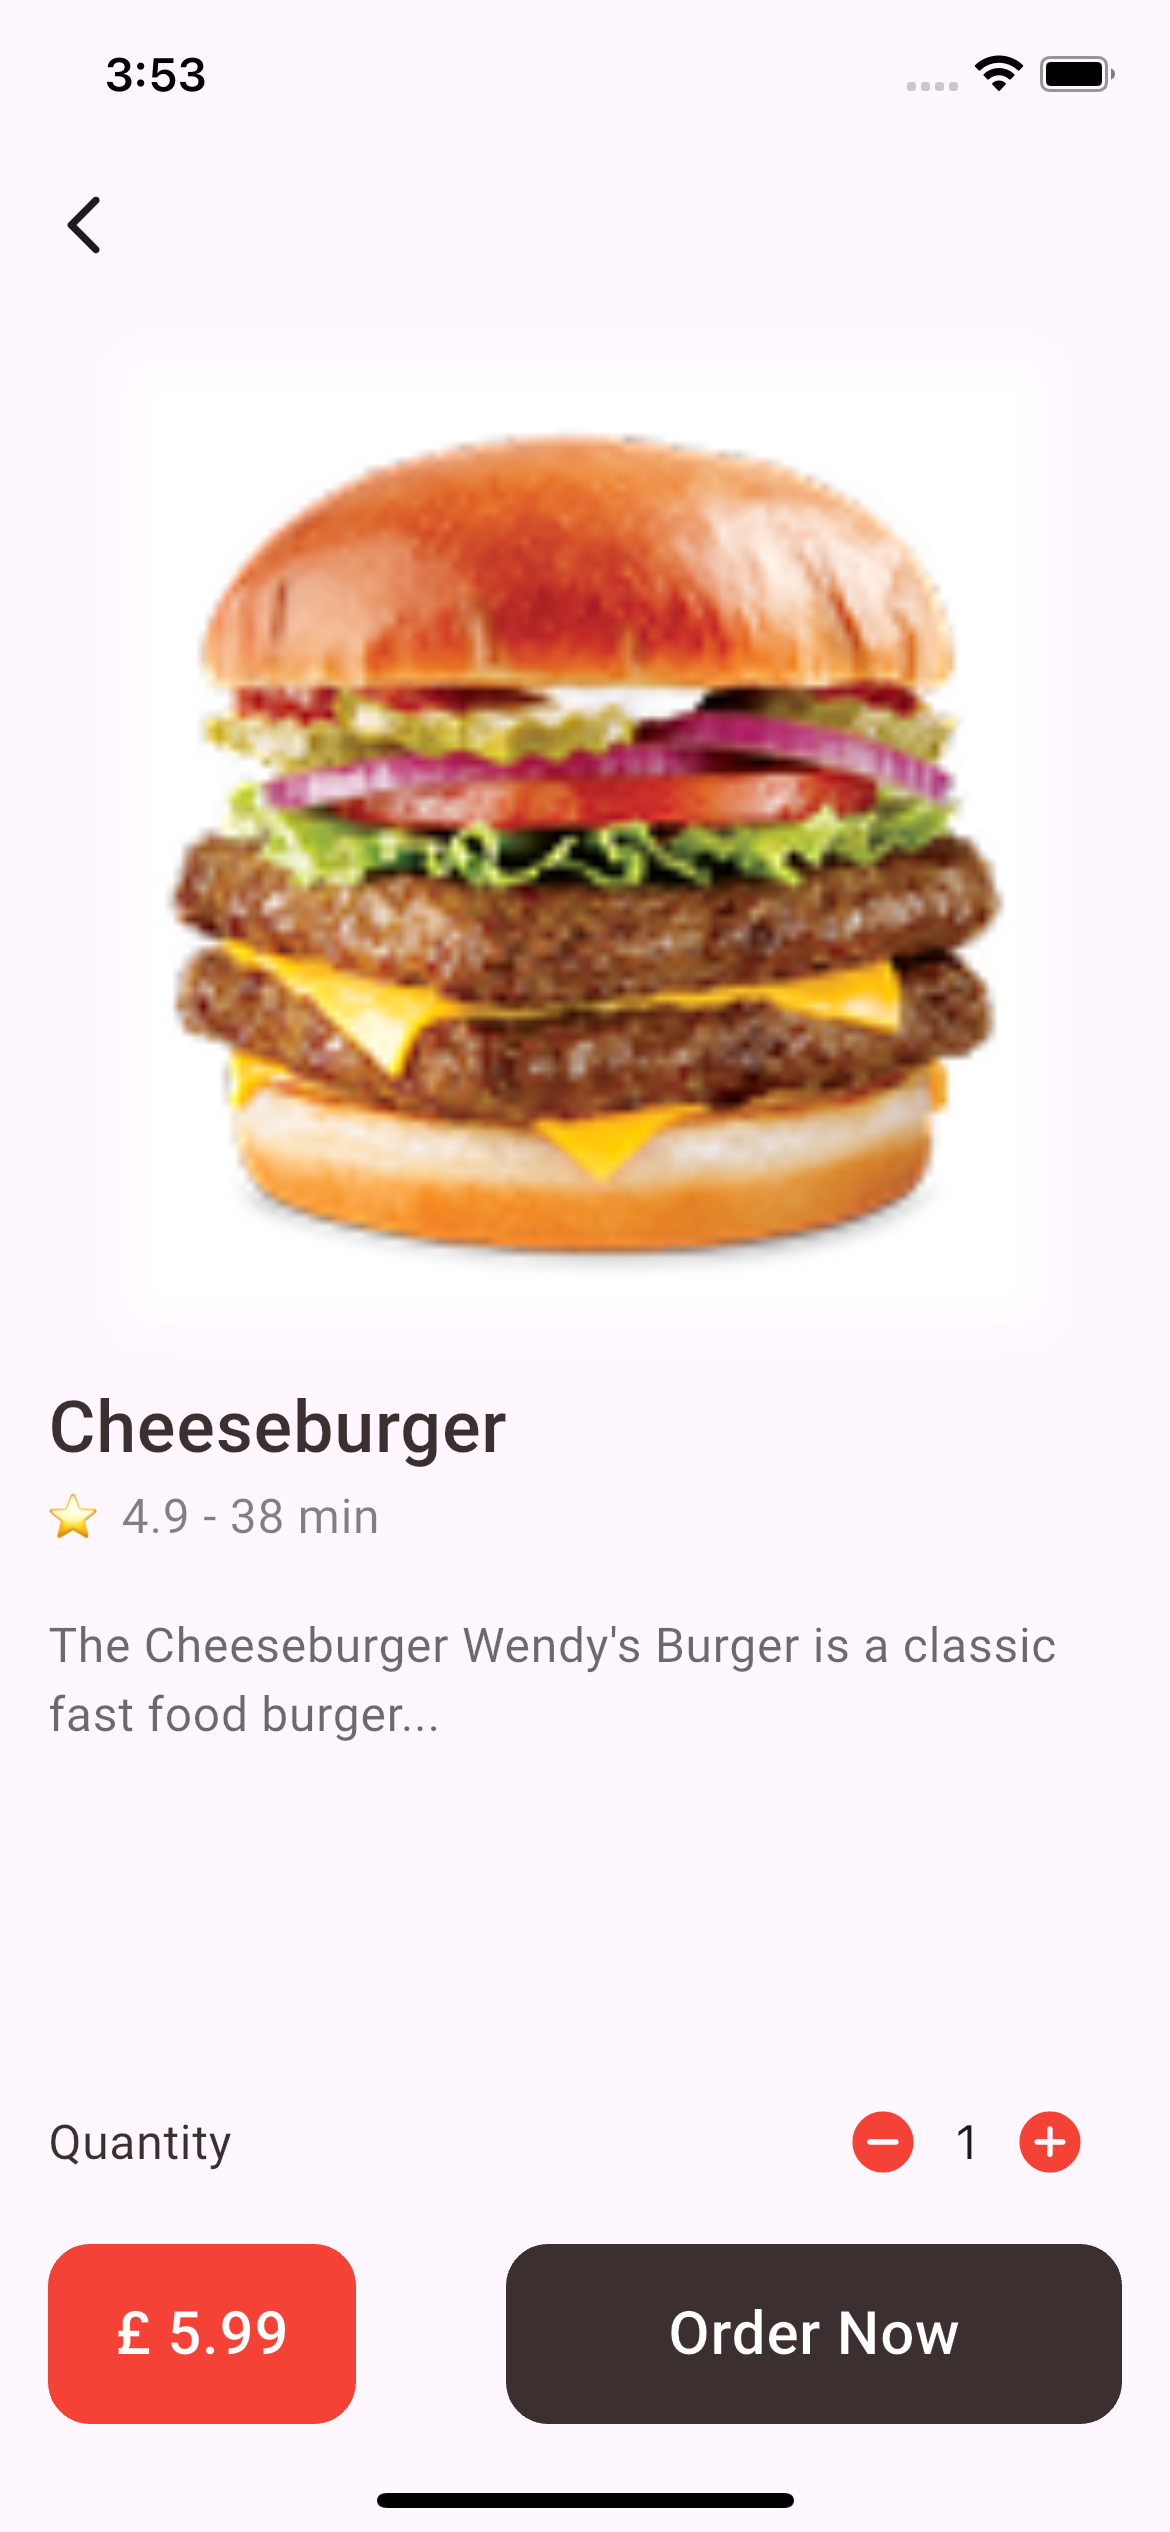 3:53
Cheeseburger
⭐ 4.9 - 38 min
The Cheeseburger Wendy's Burger is a classic
fast food burger...
Quantity
1
£ 5.99
Order Now